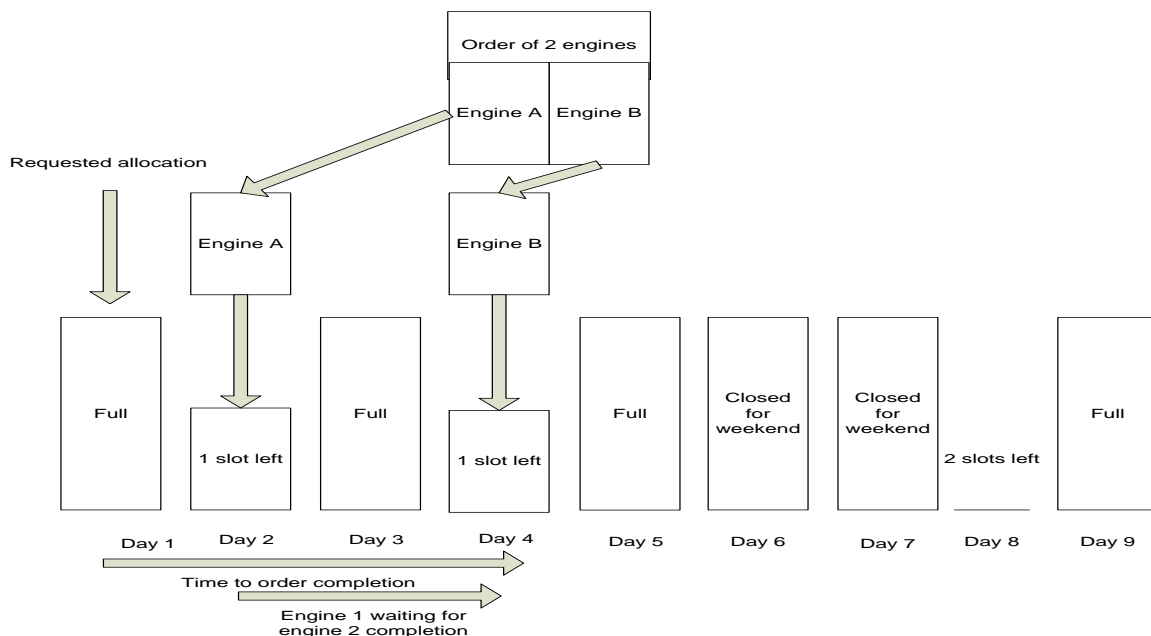 Order of 2 engines
Engine A
Engine B
Requested allocation
Engine A
Engine B
Full
1 slot left
Full
1 slot left
Full
Closed
for
weekend
Closed
for
weekend
2 slots left
Full
Day 1
Day 2
Day 3
Day 4
Day 5
Day 6
Day 7
Day 8
Day 9
Time to order completion
Engine 1 waiting for
engine 2 completion